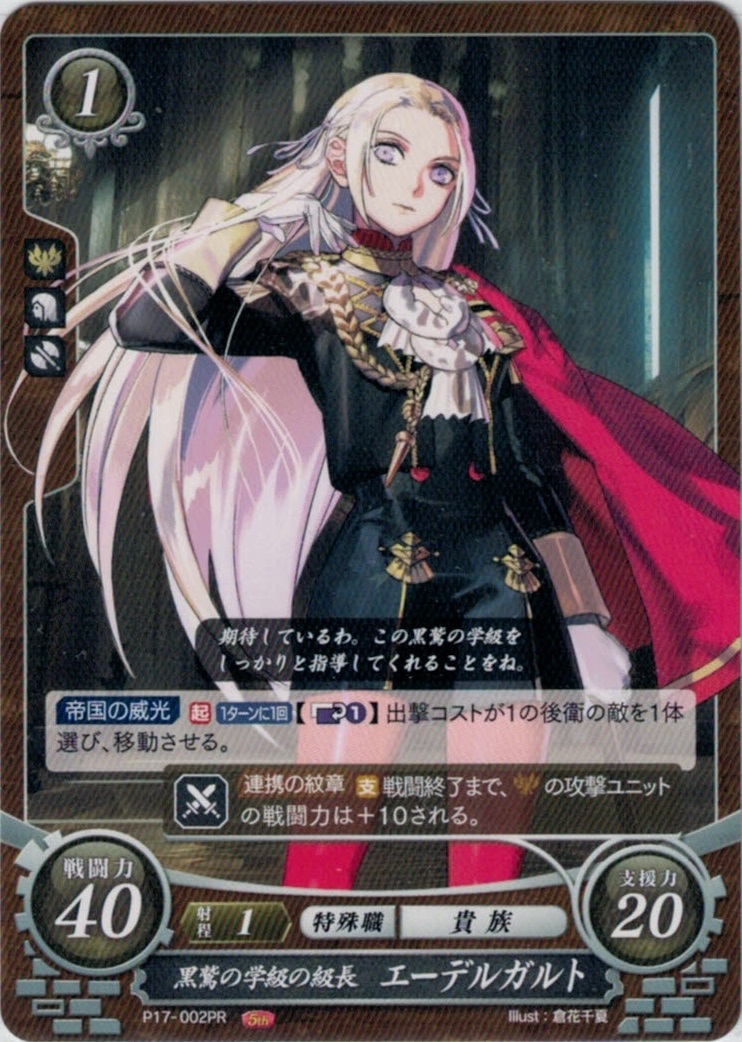 1
期待しているわ。この黒鷲の学級を
しっかりと指導してくれることをね。
帝国の威光 起 1ターンに1回【1】出撃コストが1の後衛の敵を1体
選び、移動させる。
連携の紋章 支 戦闘終了まで、の攻撃ユニット
の戦闘力は+10される。
戦闘力
40
射程 1
特殊職 貴族
支援力
20
黒鷲の学級の級長 エーデルガルト
P17-002PR 5th Illust：倉花千夏